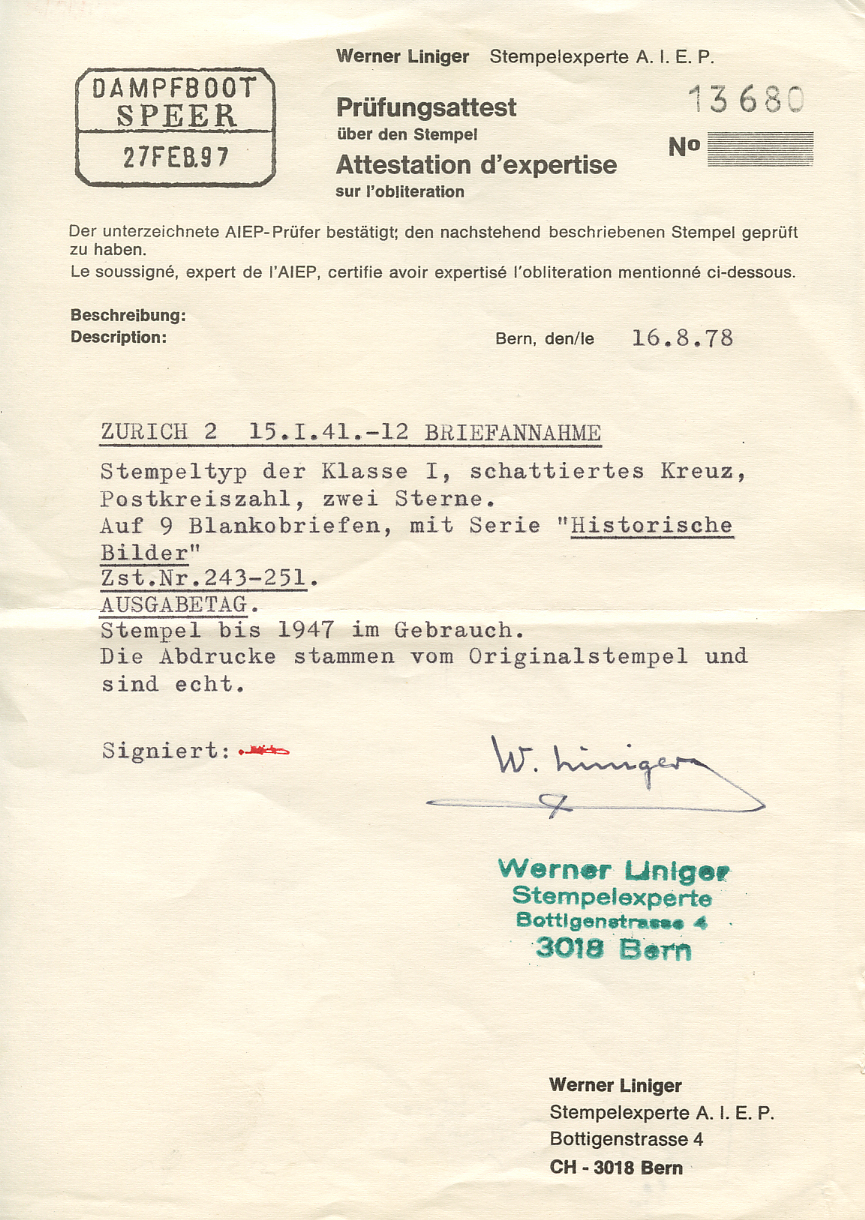 DAMPFBOOT
SPEER
27FEB.97
Werner Liniger Stempelexperte A. I. E. P.
Prüfungsattest
über den Stempel
Attestation d'expertise
sur l'obliteration
13680
No
Der unterzeichnete AIEP-Prüfer bestätigt; den nachstehend beschriebenen Stempel geprüft
zu haben.
Le soussigné, expert de l'AIEP, certifie avoir expertisé l'obliteration mentionné ci-dessous.
Beschreibung:
Description:
Bern, den/le 16.8.78
ZURICH 2 15.I.41.-12 BRIEFANNAHME
Stempeltyp der Klasse I, schattiertes Kreuz,
Postkreiszahl, zwei Sterne.
Auf 9 Blankobriefen, mit Serie "Historische
Bilder"
Zst.Nr.243-251.
AUSGABETAG.
Stempel bis 1947 im Gebrauch.
Die Abdrucke stammen vom Originalstempel und
sind echt.
Signiert:
W. Liniger
Werner Liniger
Stempelexperte
Bottigenstrasse 4
3018 Bern
Werner Liniger
Stempelexperte A. I. E. P.
Bottigenstrasse 4
CH - 3018 Bern